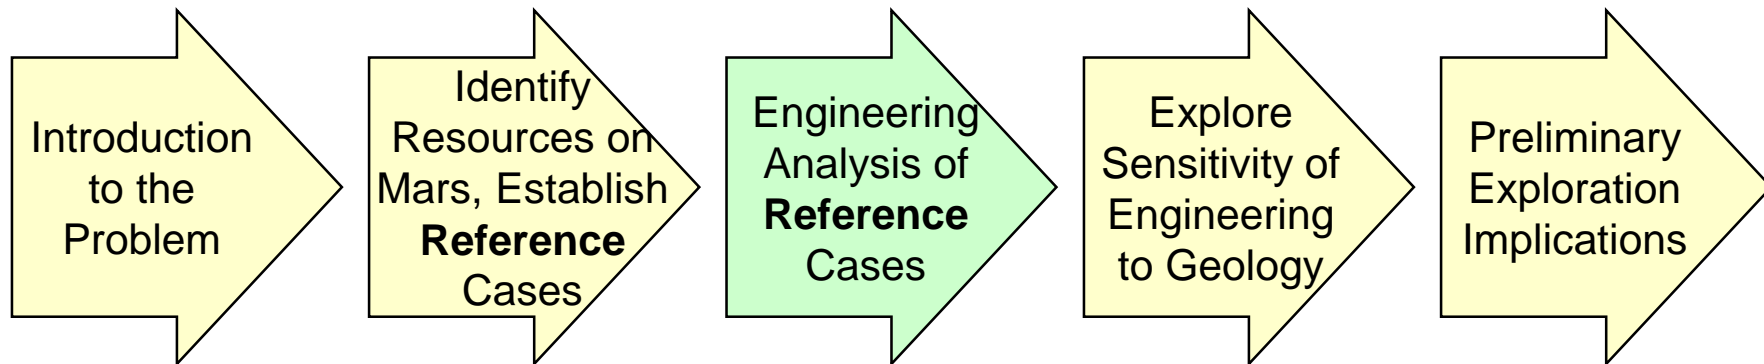 Introduction
to the
Problem
Identify
Resources on
Mars, Establish
Reference
Cases
Engineering
Analysis of
Reference
Cases
Explore
Sensitivity of
Engineering
to Geology
Preliminary
Exploration
Implications